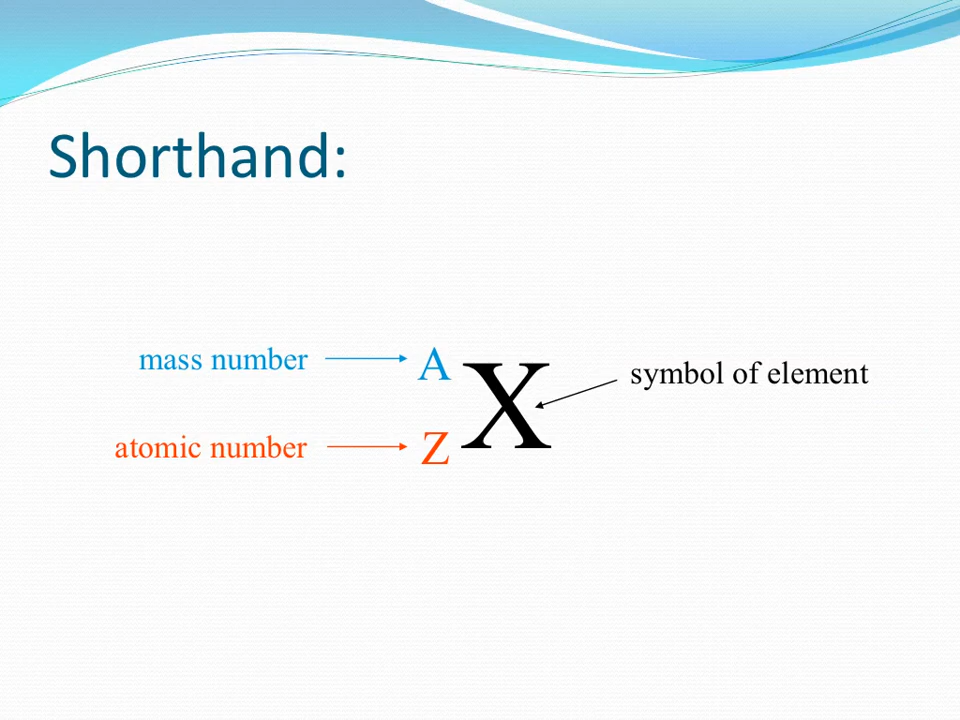 Shorthand:
mass number
A
X
symbol of element
atomic number
Z